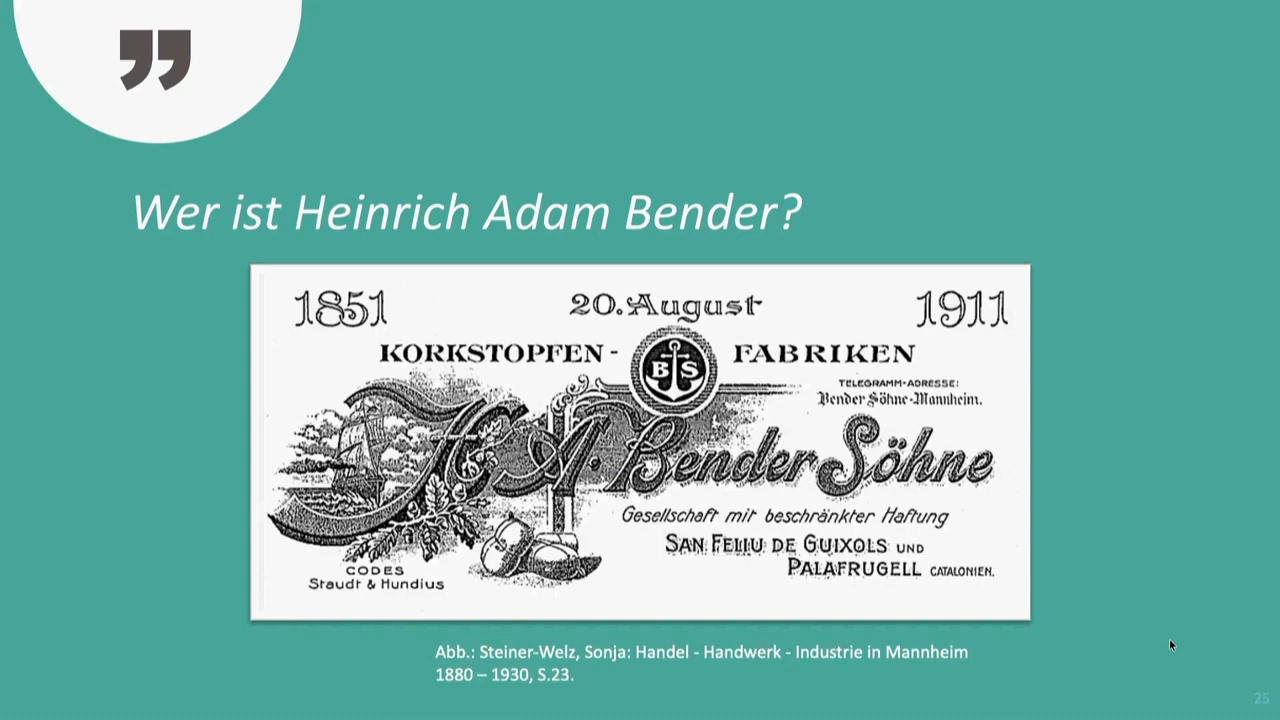 ”
Wer ist Heinrich Adam Bender?
1851 20. August 1911
KORKSTOPFEN - FABRIKEN
B S
TELEGRAMM-ADRESSE:
Bender Söhne-Mannheim.
H. A. Bender Söhne
Gesellschaft mit beschränkter Haftung
SAN FELIU DE GUIXOLS UND
PALAFRUGELL CATALONIEN.
CODES
Staudt & Hundius
Abb.: Steiner-Welz, Sonja: Handel - Handwerk - Industrie in Mannheim
1880 – 1930, S.23.
25